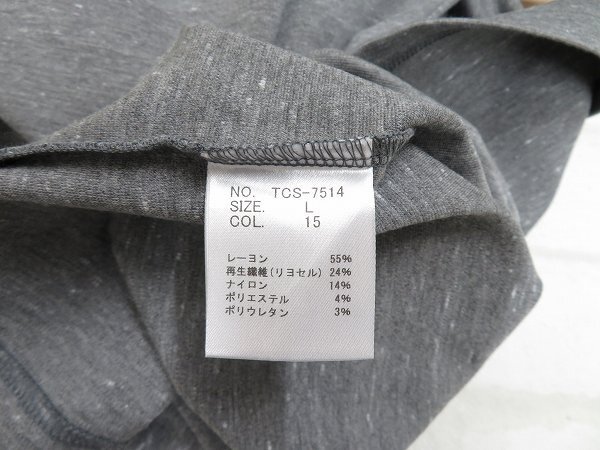 NO. TCS-7514
SIZE. L
COL. 15
レーヨン 55%
再生繊維(リヨセル) 24%
ナイロン 14%
ポリエステル 4%
ポリウレタン 3%